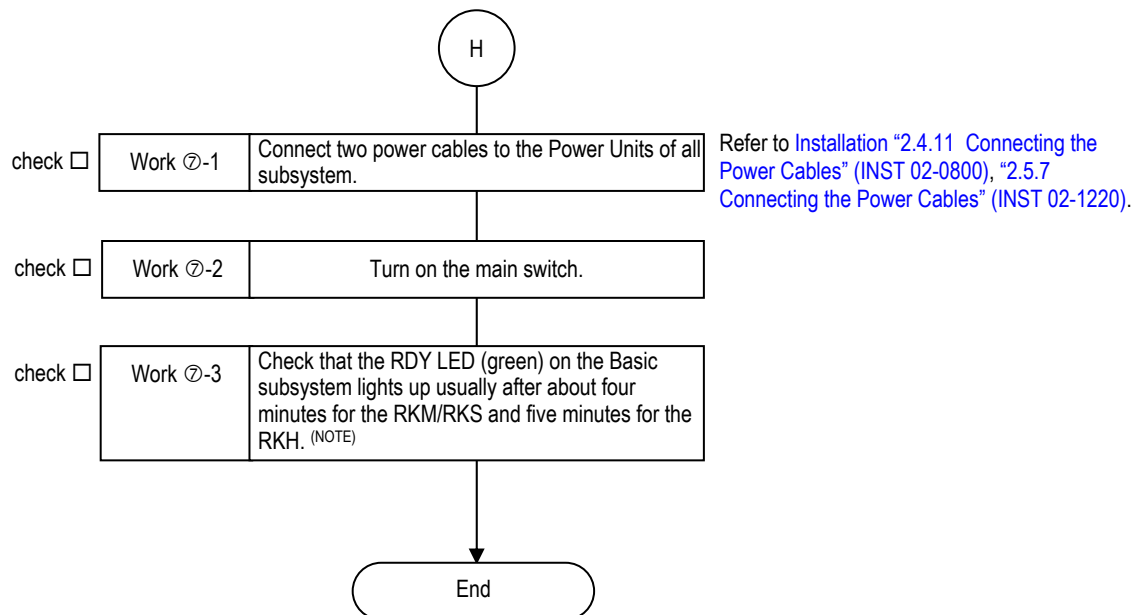 H
check □ Work ⑦-1 Connect two power cables to the Power Units of all
subsystem.
Refer to Installation “2.4.11 Connecting the
Power Cables” (INST 02-0800), “2.5.7
Connecting the Power Cables” (INST 02-1220).
check □ Work ⑦-2 Turn on the main switch.
check □ Work ⑦-3 Check that the RDY LED (green) on the Basic
subsystem lights up usually after about four
minutes for the RKM/RKS and five minutes for the
RKH. (NOTE)
End